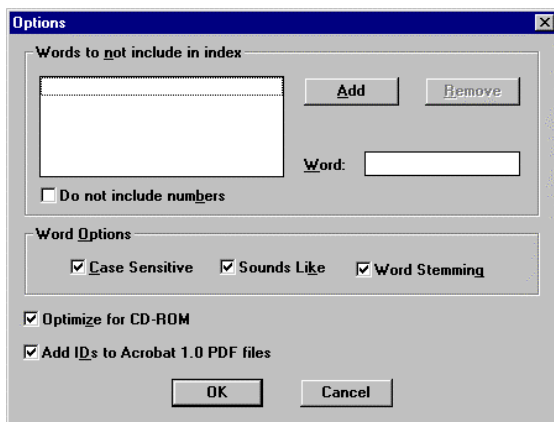 Options
Words to not include in index
Add
Remove
Word:
Do not include numbers
Word Options
Case Sensitive
Sounds Like
Word Stemming
Optimize for CD-ROM
Add IDs to Acrobat 1.0 PDF files
OK
Cancel